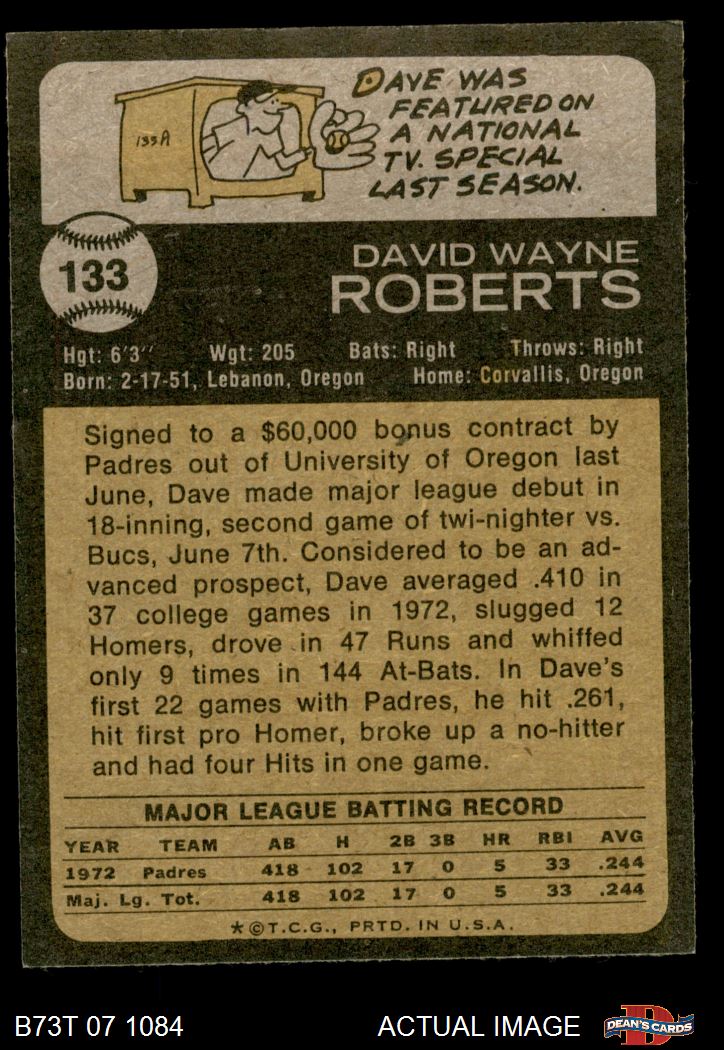 DAVE WAS
FEATURED ON
A NATIONAL
TV. SPECIAL
LAST SEASON.
133
DAVID WAYNE
ROBERTS
Hgt: 6'3" Wgt: 205 Bats: Right Throws: Right
Born: 2-17-51, Lebanon, Oregon Home: Corvallis, Oregon
Signed to a $60,000 bonus contract by
Padres out of University of Oregon last
June, Dave made major league debut in
18-inning, second game of twi-nighter vs.
Bucs, June 7th. Considered to be an ad-
vanced prospect, Dave averaged .410 in
37 college games in 1972, slugged 12
Homers, drove in 47 Runs and whiffed
only 9 times in 144 At-Bats. In Dave's
first 22 games with Padres, he hit .261,
hit first pro Homer, broke up a no-hitter
and had four Hits in one game.
MAJOR LEAGUE BATTING RECORD
YEAR TEAM AB H 2B 3B HR RBI AVG
1972 Padres 418 102 17 0 5 33 .244
Maj. Lg. Tot. 418 102 17 0 5 33 .244
*©T.C.G., PRTD. IN U.S.A.
B73T 07 1084 ACTUAL IMAGE DEAN'S CARDS